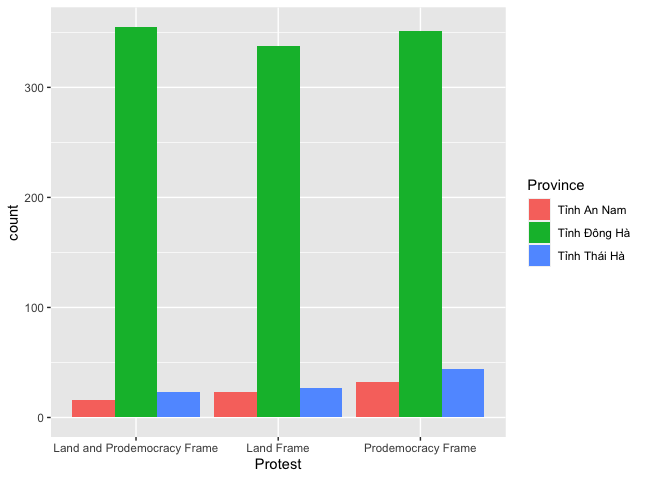 count
300
200
100
0
Land and Prodemocracy Frame
Land Frame
Prodemocracy Frame
Protest
Province
Tỉnh An Nam
Tỉnh Đông Hà
Tỉnh Thái Hà